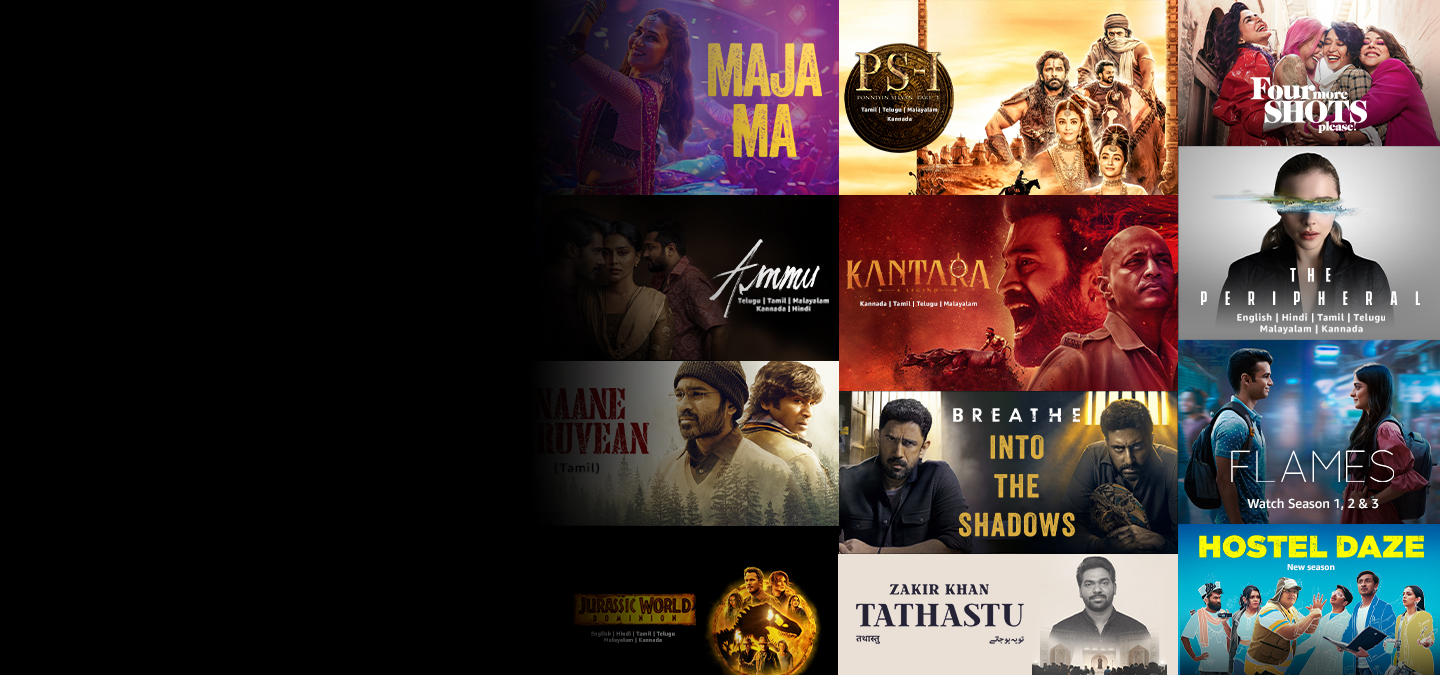 MAJA
MA
PS-I
PONNIYIN SELVAN PART-1
Tamil | Telugu | Malayalam
Kannada
Four more
SHOTS
please!
Ammu
Telugu | Tamil | Malayalam
Kannada | Hindi
KANTARA
A LEGEND
Kannada | Tamil | Telugu | Malayalam
THE
PERIPHERAL
English | Hindi | Tamil | Telugu
Malayalam | Kannada
NAANE
RUVEAN
(Tamil)
BREATHE
INTO
THE
SHADOWS
FLAMES
Watch Season 1, 2 & 3
JURASSIC WORLD
DOMINION
English | Hindi | Tamil | Telugu
Malayalam | Kannada
ZAKIR KHAN
TATHASTU
तथास्तु
HOSTEL DAZE
New season